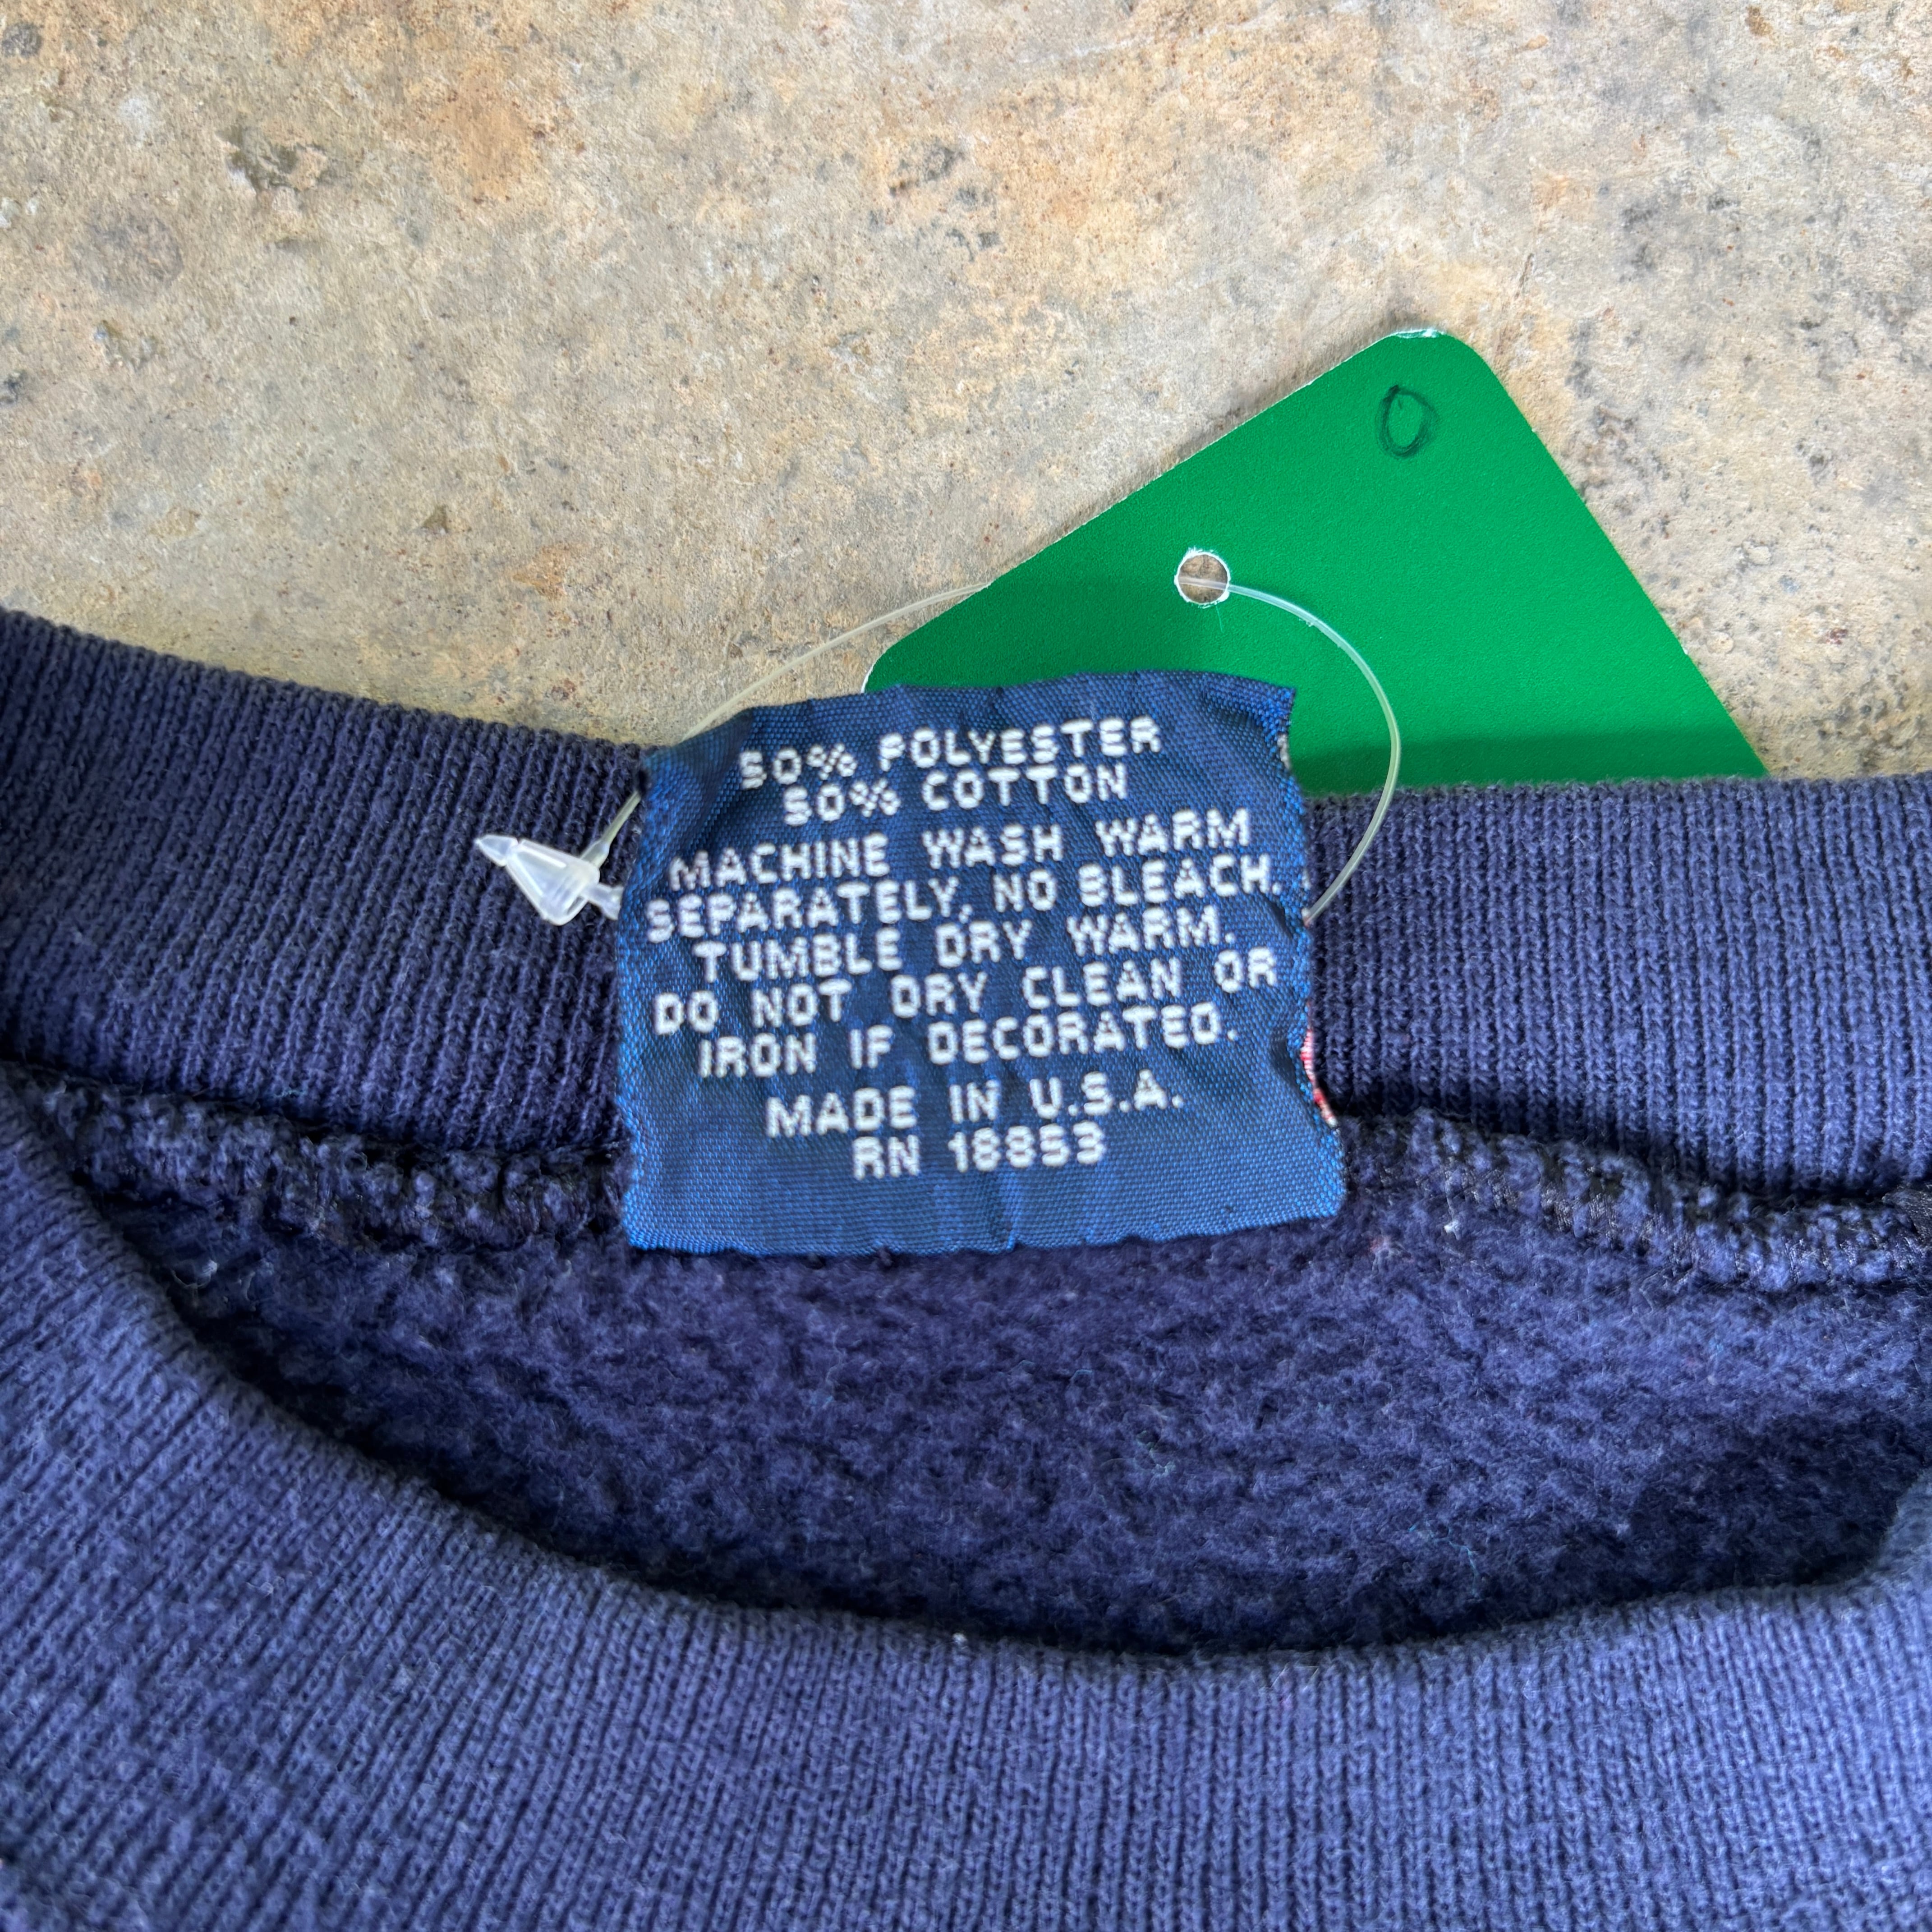 O
50% POLYESTER
50% COTTON
MACHINE WASH WARM
SEPARATELY, NO BLEACH.
TUMBLE DRY WARM.
DO NOT DRY CLEAN OR
IRON IF DECORATED.
MADE IN U.S.A.
RN 18853